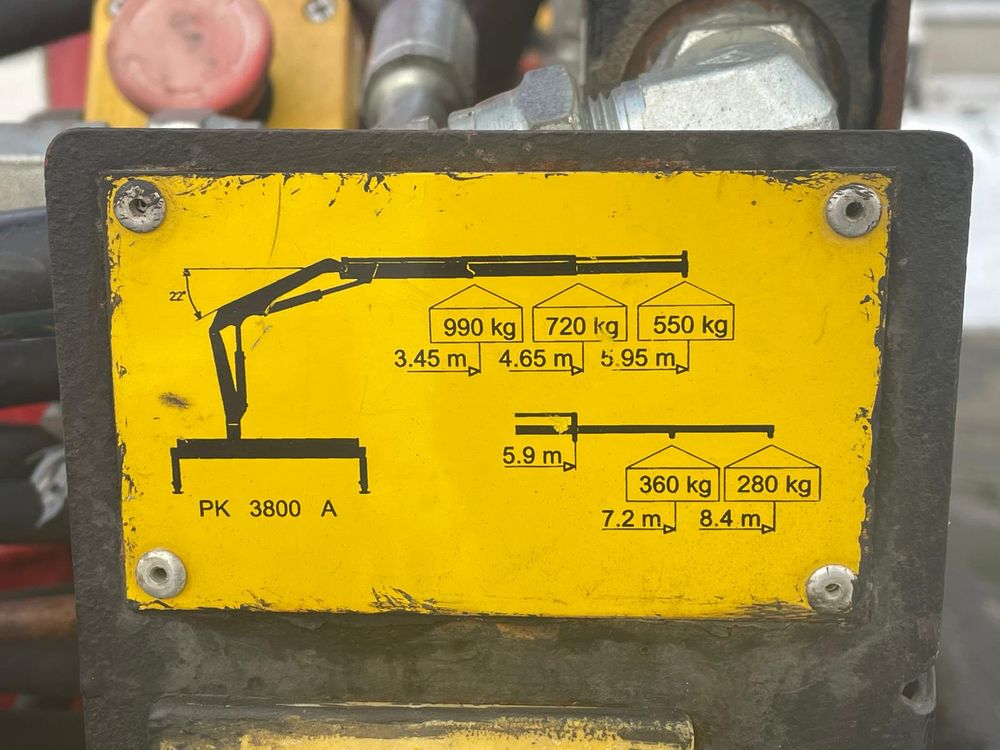 22°
990 kg 720 kg 550 kg
3.45 m 4.65 m 5.95 m
5.9 m
360 kg 280 kg
7.2 m 8.4 m
PK 3800 A